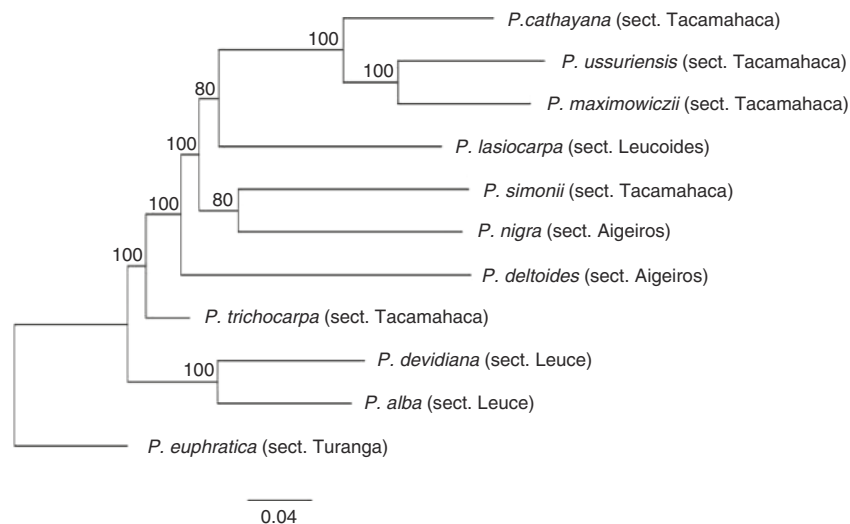 P.cathayana (sect. Tacamahaca)
100
P. ussuriensis (sect. Tacamahaca)
100
P. maximowiczii (sect. Tacamahaca)
80
P. lasiocarpa (sect. Leucoides)
100
P. simonii (sect. Tacamahaca)
80
100
P. nigra (sect. Aigeiros)
100
P. deltoides (sect. Aigeiros)
P. trichocarpa (sect. Tacamahaca)
P. devidiana (sect. Leuce)
100
P. alba (sect. Leuce)
P. euphratica (sect. Turanga)
0.04